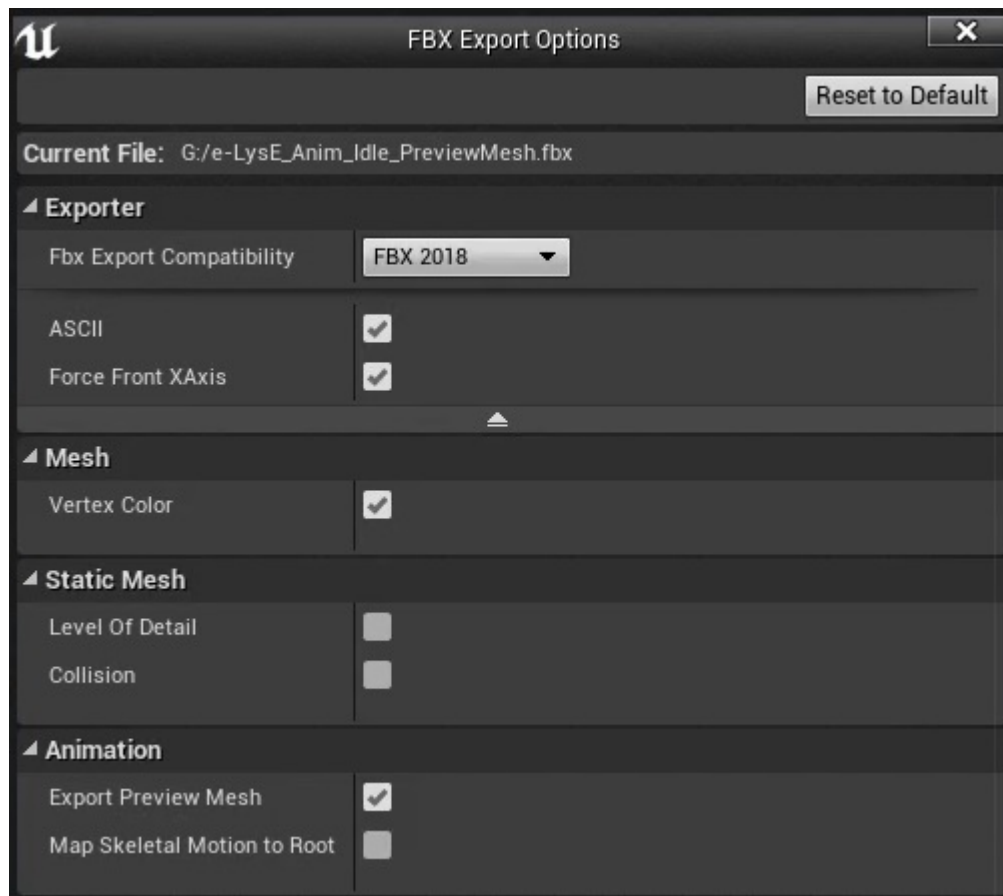 FBX Export Options
Reset to Default
Current File: G:/e-LysE_Anim_Idle_PreviewMesh.fbx
Exporter
Fbx Export Compatibility FBX 2018
ASCII
Force Front XAxis
Mesh
Vertex Color
Static Mesh
Level Of Detail
Collision
Animation
Export Preview Mesh
Map Skeletal Motion to Root